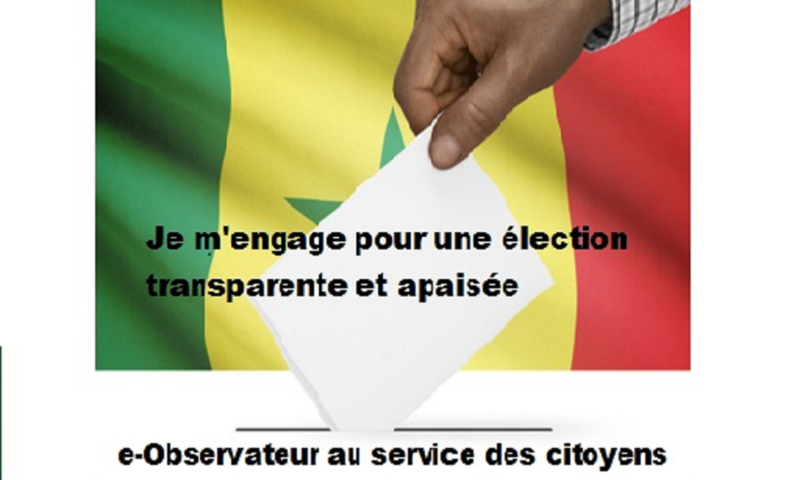 Je m'engage pour une élection
transparente et apaisée
e-Observateur au service des citoyens